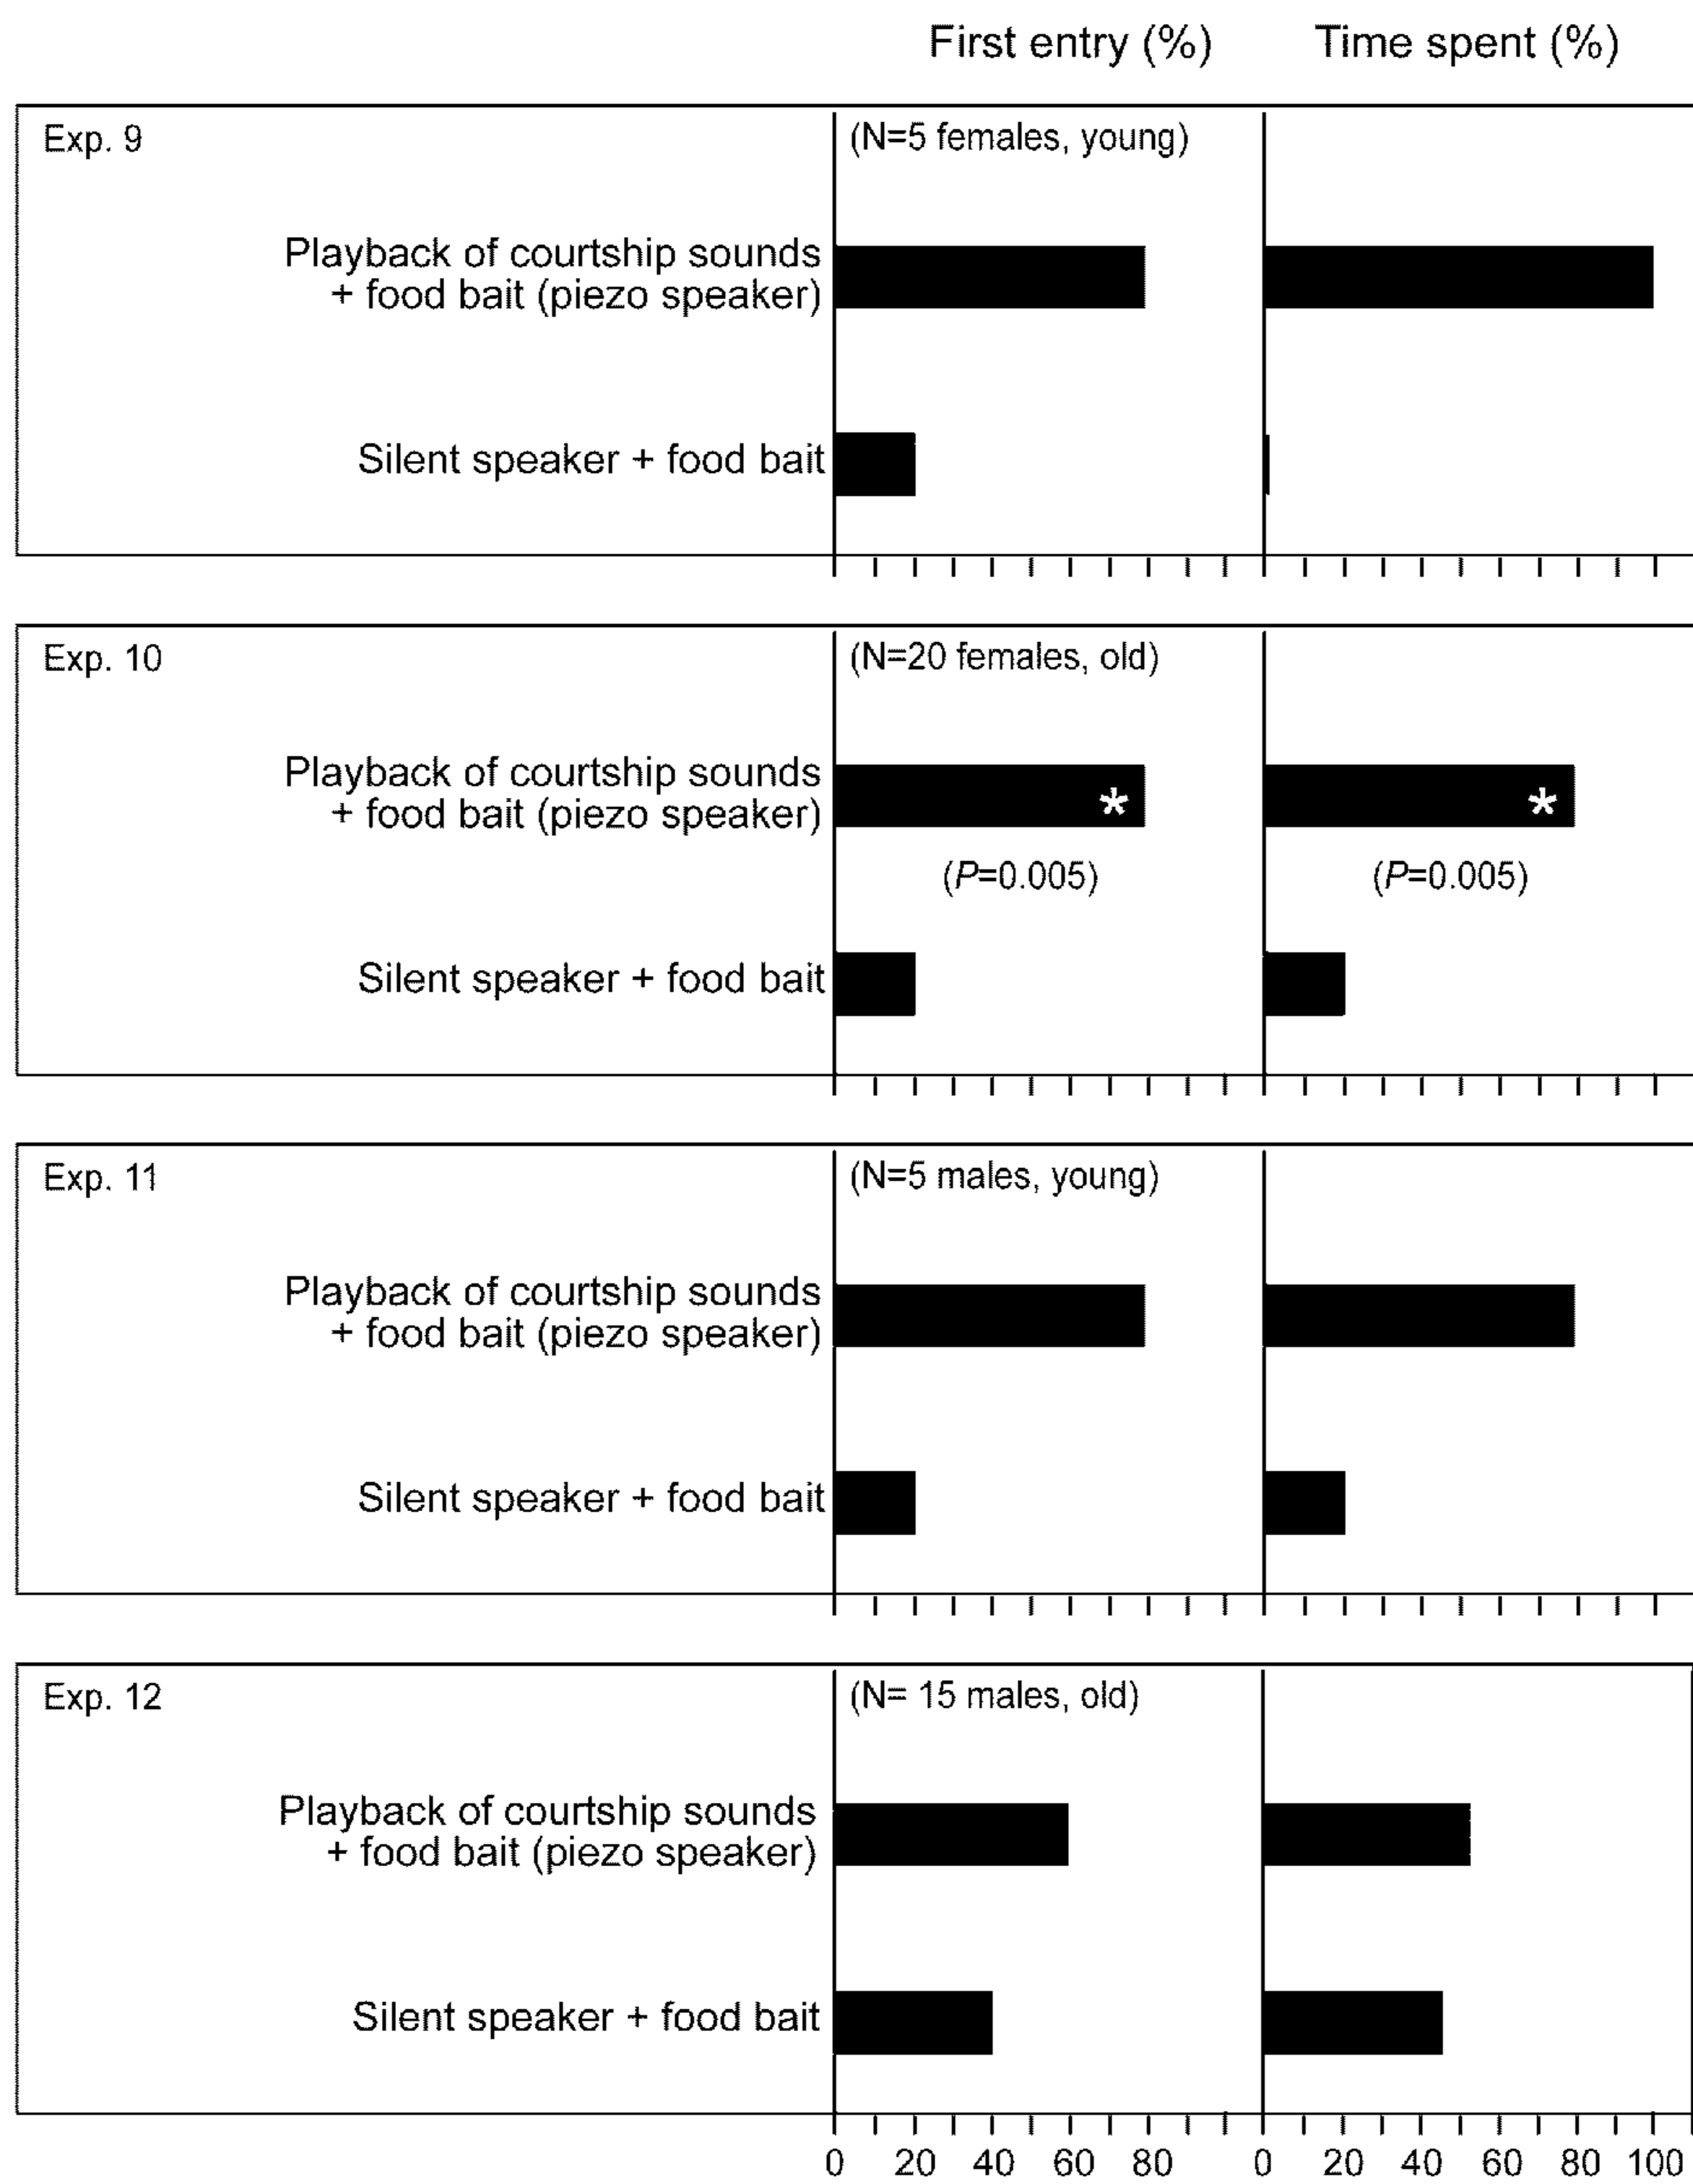 First entry (%) Time spent (%)
Exp. 9 (N=5 females, young)
Playback of courtship sounds
+ food bait (piezo speaker)
Silent speaker + food bait
Exp. 10 (N=20 females, old)
Playback of courtship sounds
+ food bait (piezo speaker)
* *
(P=0.005) (P=0.005)
Silent speaker + food bait
Exp. 11 (N=5 males, young)
Playback of courtship sounds
+ food bait (piezo speaker)
Silent speaker + food bait
Exp. 12 (N= 15 males, old)
Playback of courtship sounds
+ food bait (piezo speaker)
Silent speaker + food bait
0 20 40 60 80 0 20 40 60 80 100